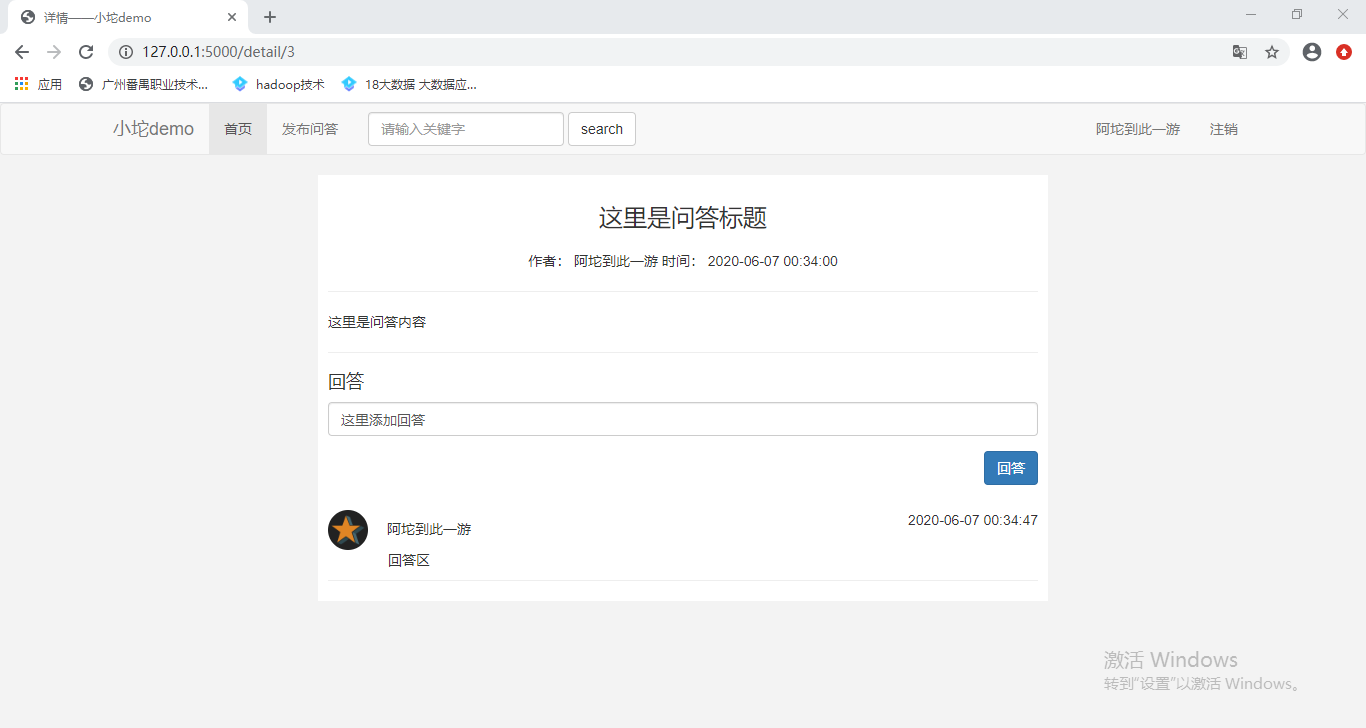 详情——小坨demo
127.0.0.1:5000/detail/3
应用 广州番禺职业技术... hadoop技术 18大数据 大数据应...
小坨demo 首页 发布问答 请输入关键字 search 阿坨到此一游 注销
这里是问答标题
作者： 阿坨到此一游 时间： 2020-06-07 00:34:00
这里是问答内容
回答
这里添加回答
回答
阿坨到此一游 2020-06-07 00:34:47
回答区
激活 Windows
转到"设置"以激活 Windows。